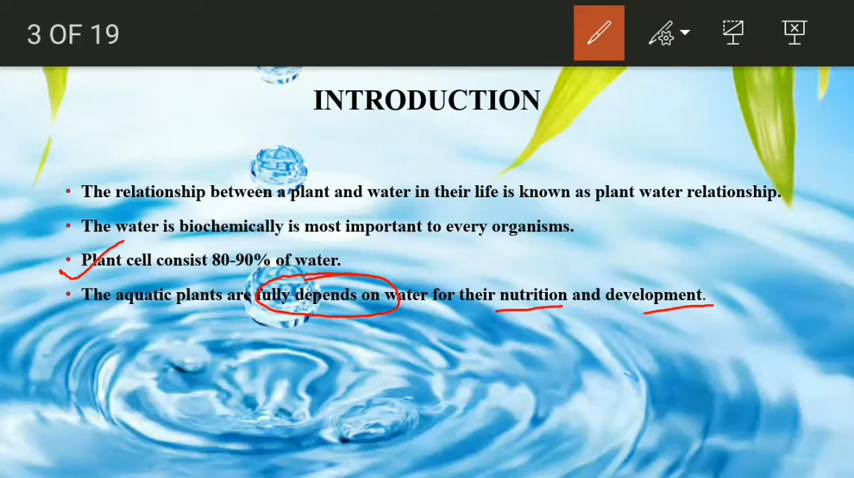 3 OF 19
INTRODUCTION
• The relationship between a plant and water in their life is known as plant water relationship.
• The water is biochemically is most important to every organisms.
• Plant cell consist 80-90% of water.
• The aquatic plants are fully depends on water for their nutrition and development.